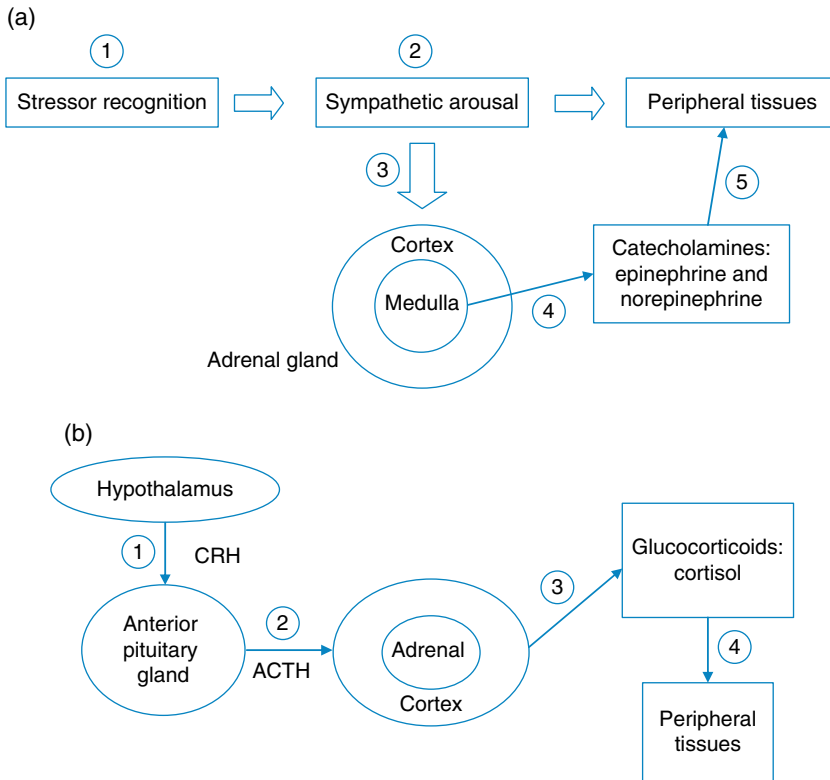 (a)
1
2
Stressor recognition
Sympathetic arousal
Peripheral tissues
3
5
Cortex
Medulla
4
Catecholamines:
epinephrine and
norepinephrine
Adrenal gland
(b)
Hypothalamus
1
CRH
Anterior
pituitary
gland
2
ACTH
Adrenal
Cortex
3
Glucocorticoids:
cortisol
4
Peripheral
tissues